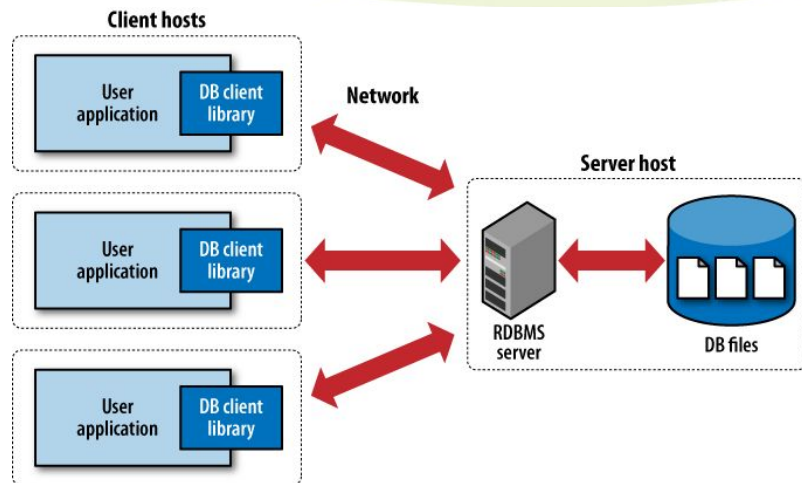 Client hosts
User
application
DB client
library
Network
User
application
DB client
library
User
application
DB client
library
Server host
RDBMS
server
DB files